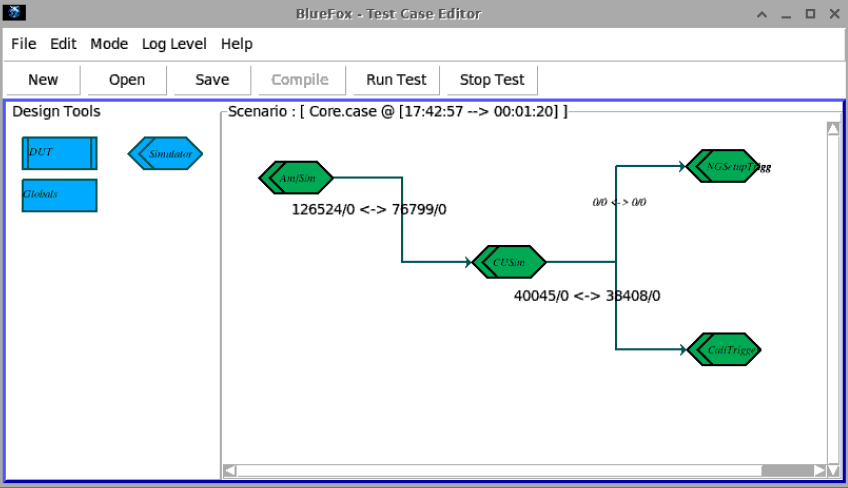 BlueFox - Test Case Editor
File Edit Mode Log Level Help
New Open Save Compile Run Test Stop Test
Design Tools
Scenario : [ Core.case @ [17:42:57 --> 00:01:20] ]
DUT
Simulator
Globals
AmfSim
126524/0 <-> 76799/0
NGSetupTrigg
0/0 <-> 0/0
CUSim
40045/0 <-> 38408/0
CallTrigge